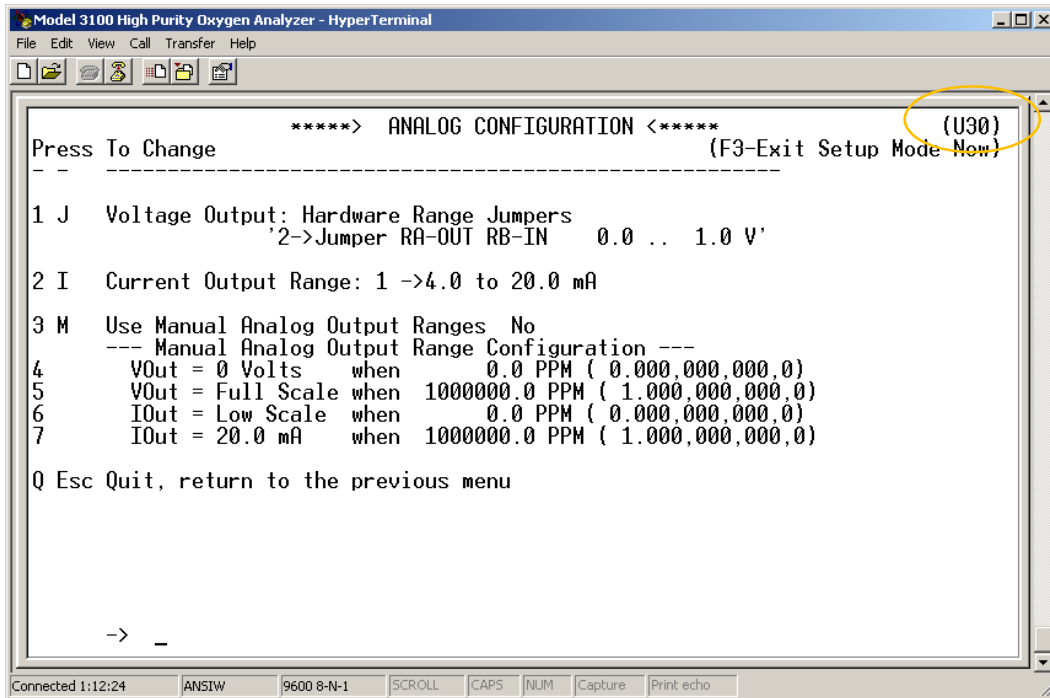 Model 3100 High Purity Oxygen Analyzer - HyperTerminal
File Edit View Call Transfer Help
*****> ANALOG CONFIGURATION <***** (U30)
Press To Change (F3-Exit Setup Mode Now)
- - --------------------------------------------------------
1 J Voltage Output: Hardware Range Jumpers
'2->Jumper RA-OUT RB-IN 0.0 .. 1.0 V'
2 I Current Output Range: 1 ->4.0 to 20.0 mA
3 M Use Manual Analog Output Ranges No
--- Manual Analog Output Range Configuration ---
4 VOut = 0 Volts when 0.0 PPM ( 0.000,000,000,0)
5 VOut = Full Scale when 1000000.0 PPM ( 1.000,000,000,0)
6 IOut = Low Scale when 0.0 PPM ( 0.000,000,000,0)
7 IOut = 20.0 mA when 1000000.0 PPM ( 1.000,000,000,0)
Q Esc Quit, return to the previous menu
-> _
Connected 1:12:24 ANSIW 9600 8-N-1 SCROLL CAPS NUM Capture Print echo